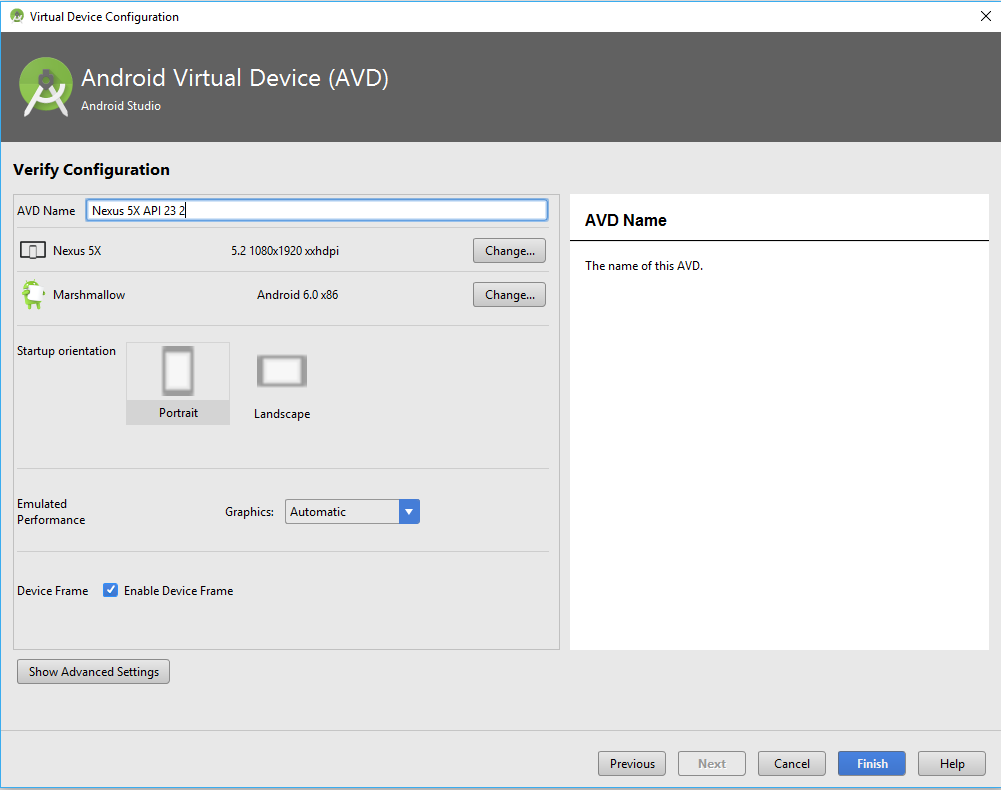 Virtual Device Configuration
Android Virtual Device (AVD)
Android Studio
Verify Configuration
AVD Name Nexus 5X API 23 2
Nexus 5X 5.2 1080x1920 xxhdpi Change...
Marshmallow Android 6.0 x86 Change...
Startup orientation
Portrait
Landscape
Emulated
Performance
Graphics: Automatic
Device Frame Enable Device Frame
Show Advanced Settings
AVD Name
The name of this AVD.
Previous Next Cancel Finish Help